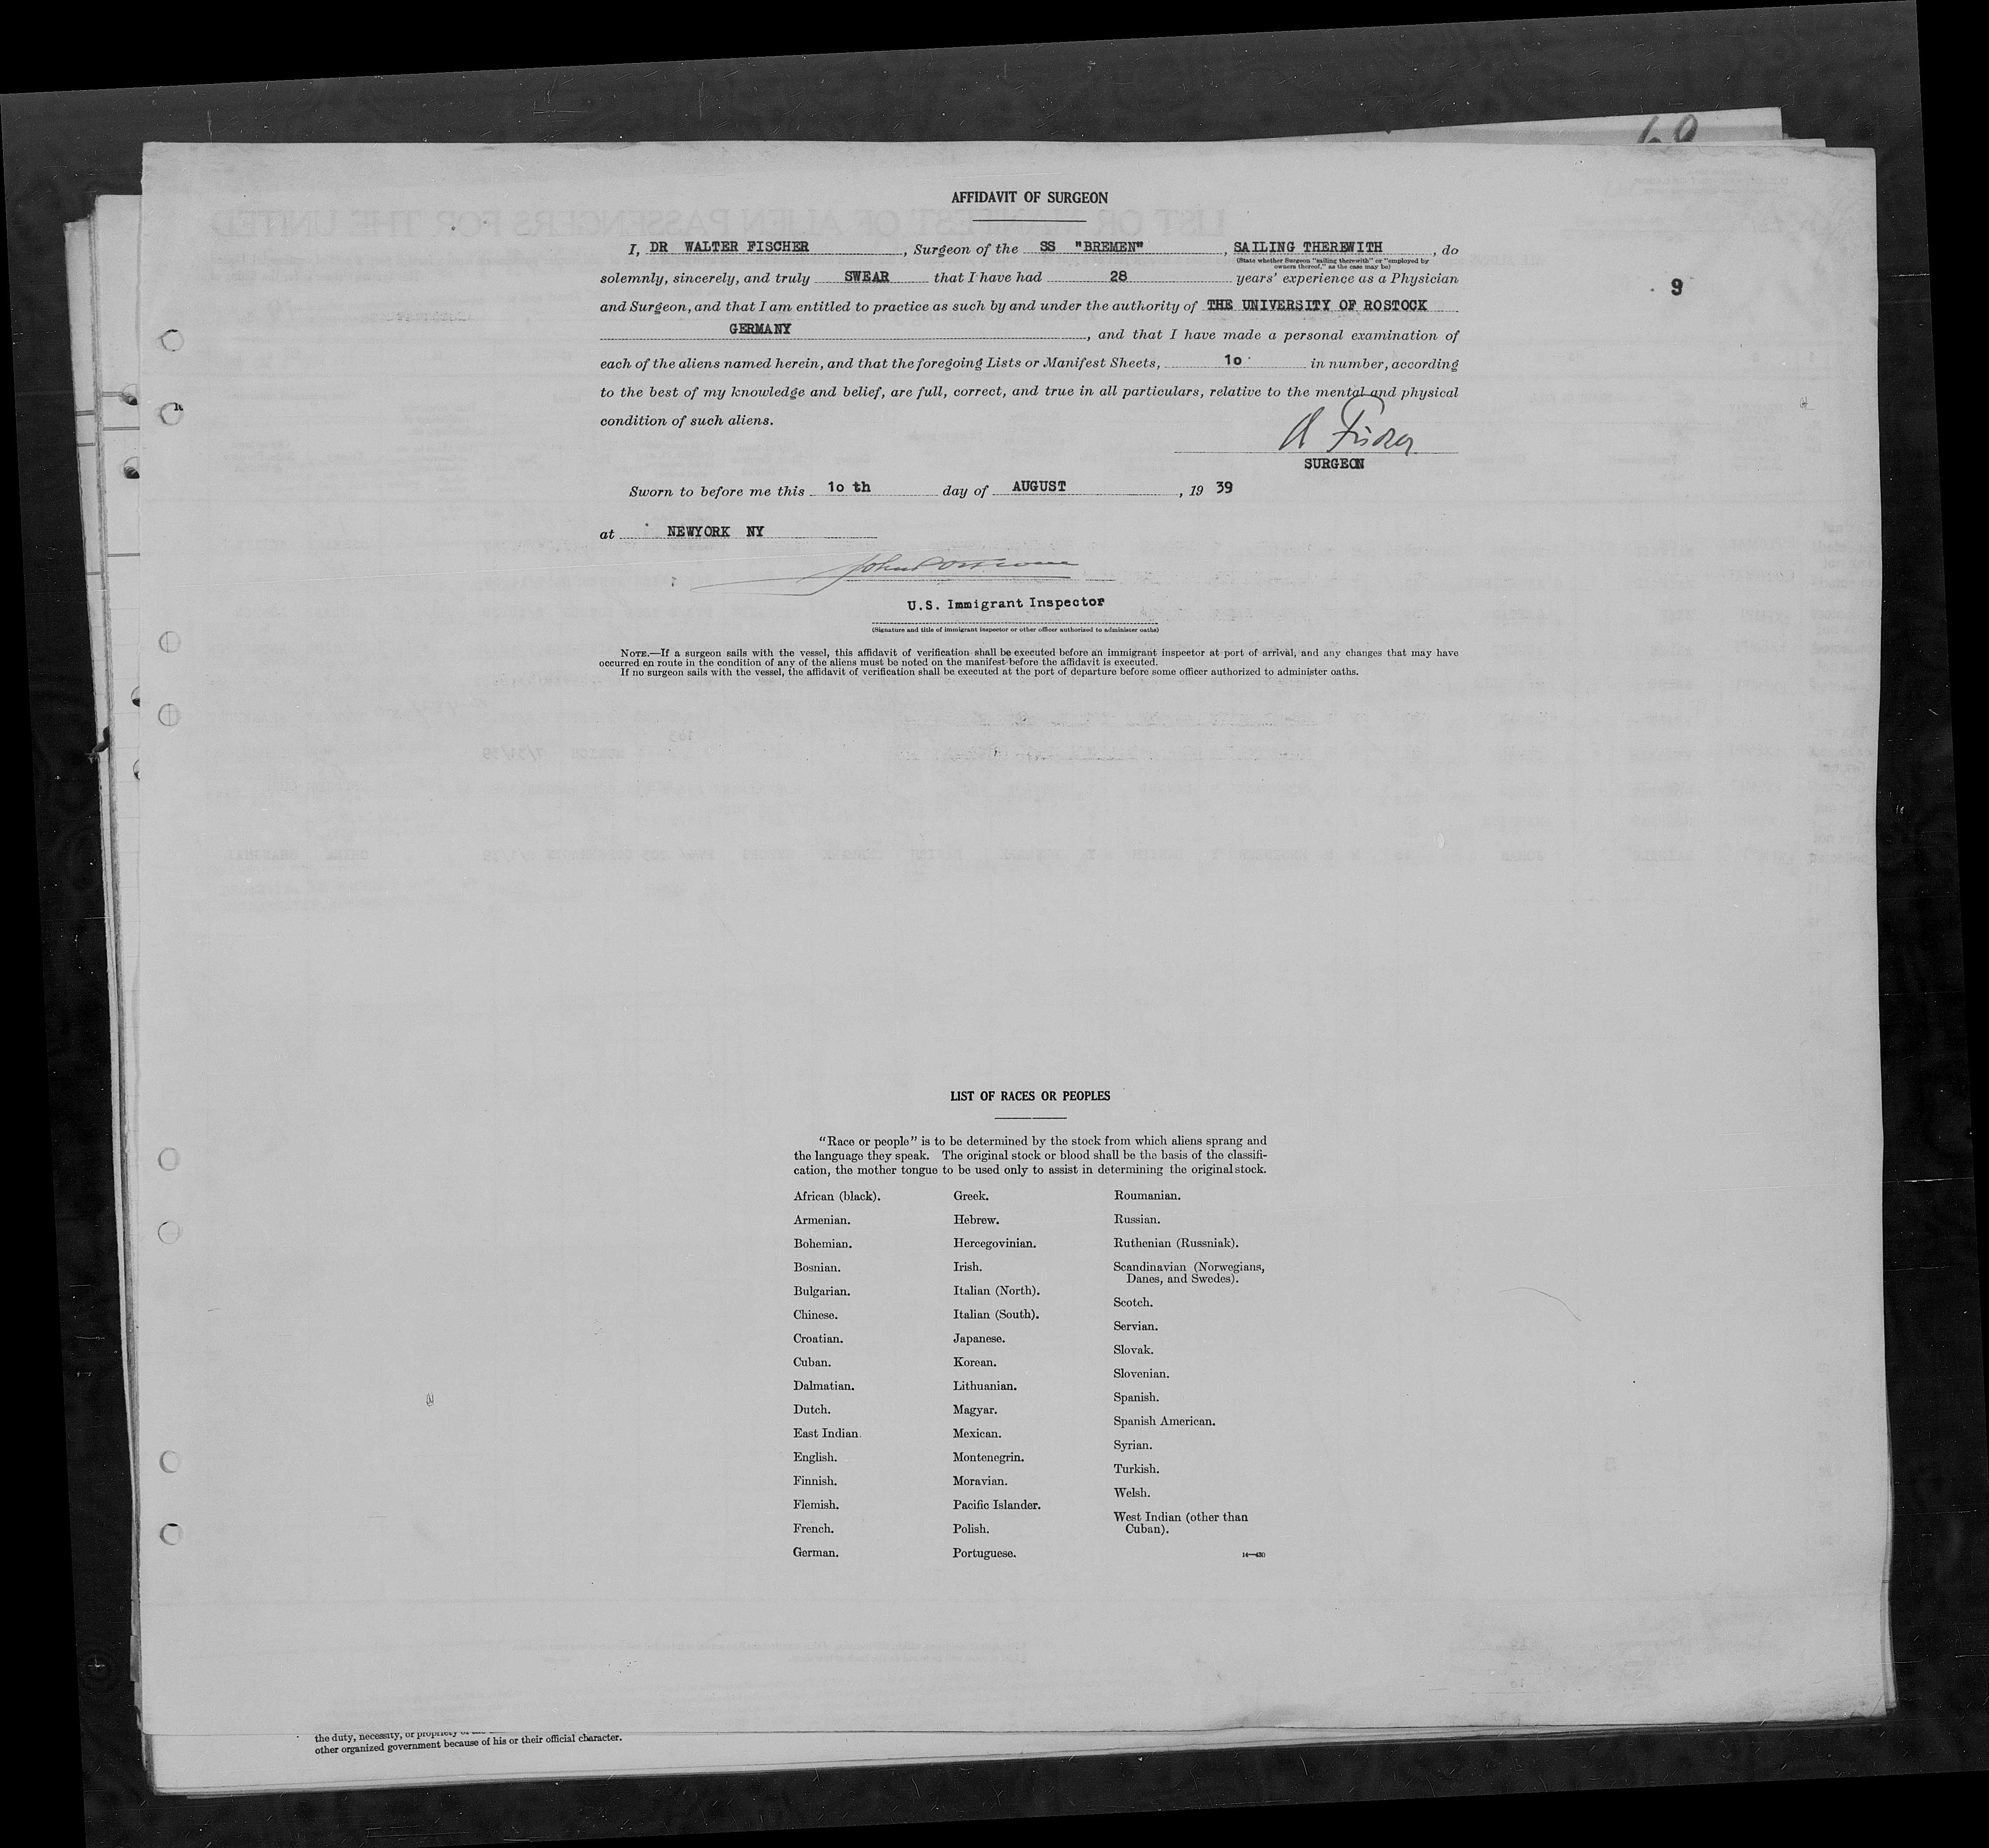 AFFIDAVIT OF SURGEON
I, DR WALTER FISCHER, Surgeon of the SS "BREMEN", SAILING THEREWITH, do
(State whether Surgeon "sailing therewith" or "employed by
owners thereof," as the case may be)
solemnly, sincerely, and truly SWEAR that I have had 28 years' experience as a Physician
9
and Surgeon, and that I am entitled to practice as such by and under the authority of THE UNIVERSITY OF ROSTOCK
GERMANY, and that I have made a personal examination of
each of the aliens named herein, and that the foregoing Lists or Manifest Sheets, 1o in number, according
to the best of my knowledge and belief, are full, correct, and true in all particulars, relative to the mental and physical
condition of such aliens.
Fischer
SURGEON
Sworn to before me this 1o th day of AUGUST, 19 39
at NEWYORK NY
U.S. Immigrant Inspector
(Signature and title of immigrant inspector or other officer authorized to administer oaths)
NOTE.—If a surgeon sails with the vessel, this affidavit of verification shall be executed before an immigrant inspector at port of arrival, and any changes that may have
occurred en route in the condition of any of the aliens must be noted on the manifest before the affidavit is executed.
If no surgeon sails with the vessel, the affidavit of verification shall be executed at the port of departure before some officer authorized to administer oaths.
LIST OF RACES OR PEOPLES
"Race or people" is to be determined by the stock from which aliens sprang and
the language they speak. The original stock or blood shall be the basis of the classifi-
cation, the mother tongue to be used only to assist in determining the original stock.
African (black).
Armenian.
Bohemian.
Bosnian.
Bulgarian.
Chinese.
Croatian.
Cuban.
Dalmatian.
Dutch.
East Indian.
English.
Finnish.
Flemish.
French.
German.
Greek.
Hebrew.
Hercegovinian.
Irish.
Italian (North).
Italian (South).
Japanese.
Korean.
Lithuanian.
Magyar.
Mexican.
Montenegrin.
Moravian.
Pacific Islander.
Polish.
Portuguese.
Roumanian.
Russian.
Ruthenian (Russniak).
Scandinavian (Norwegians,
Danes, and Swedes).
Scotch.
Servian.
Slovak.
Slovenian.
Spanish.
Spanish American.
Syrian.
Turkish.
Welsh.
West Indian (other than
Cuban).
14—430
the duty, necessity, or propriety of
other organized government because of his or their official character.